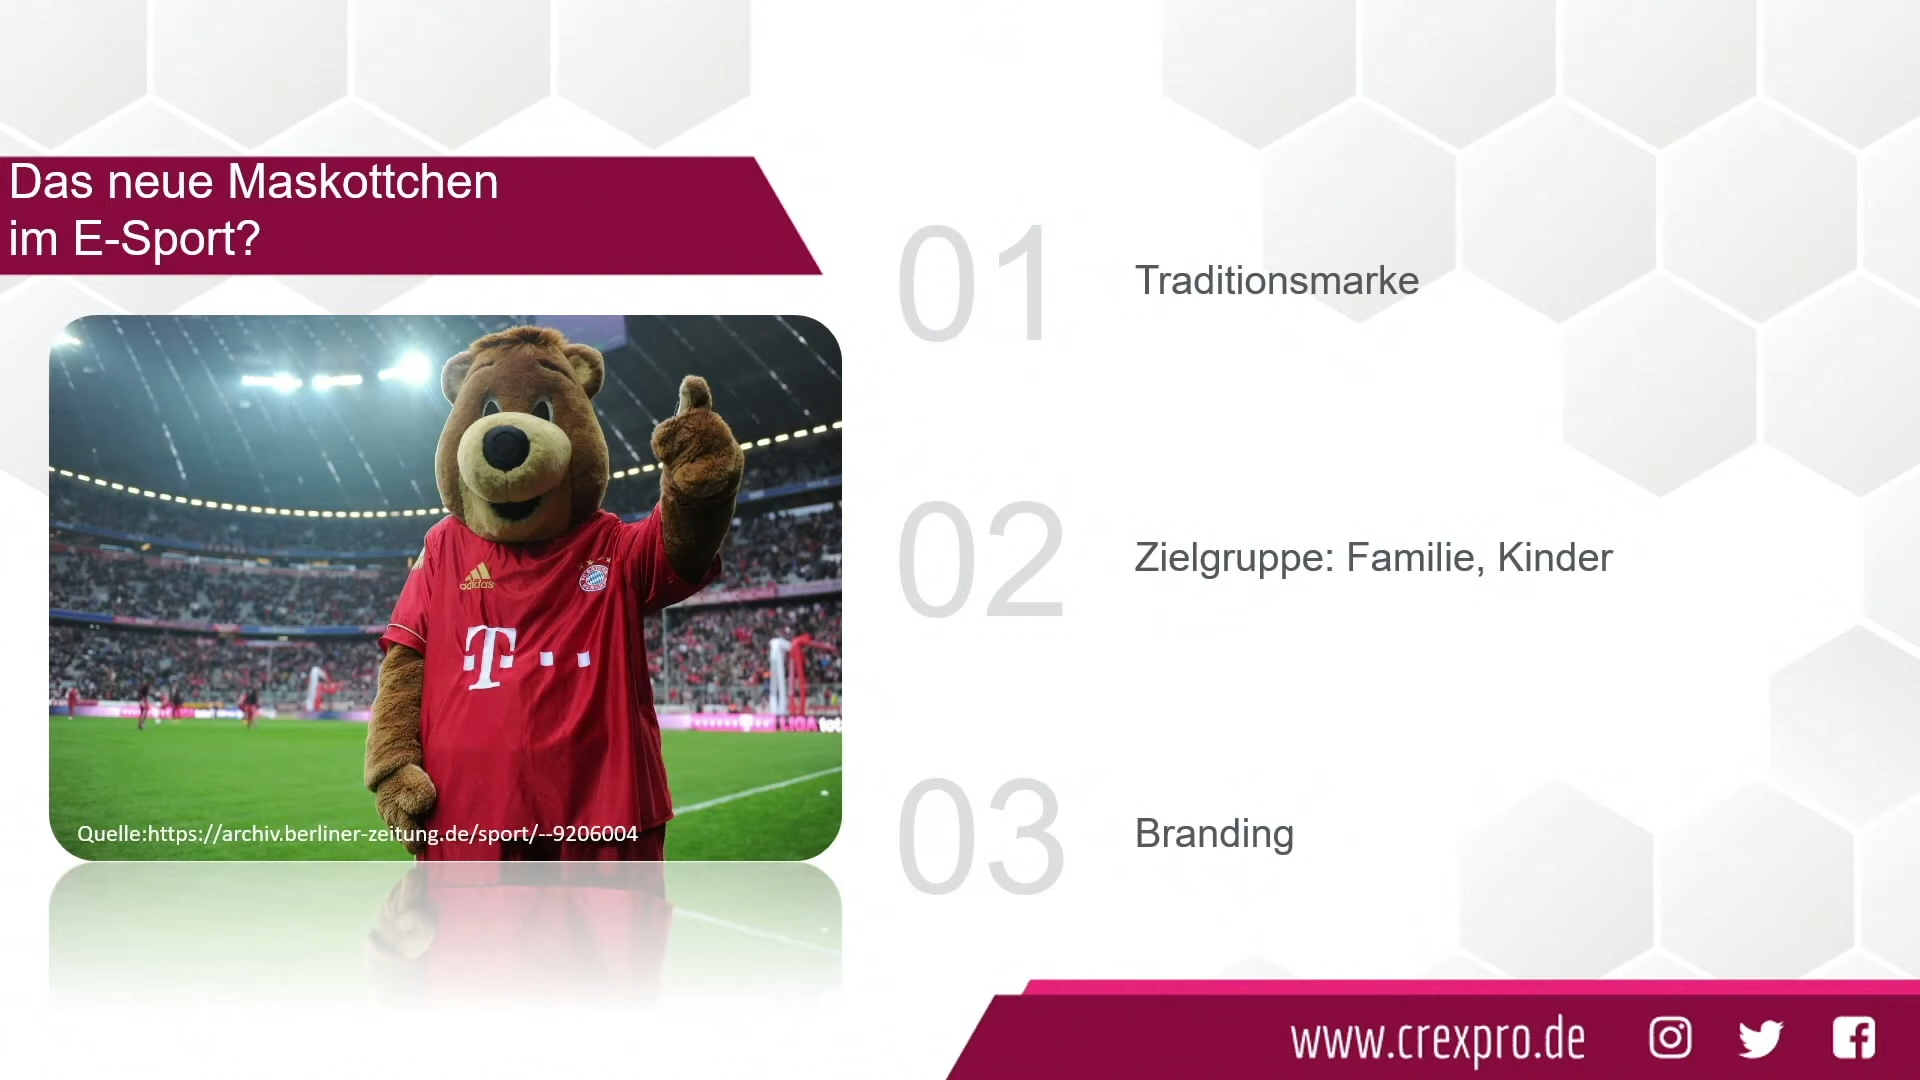 Das neue Maskottchen
im E-Sport?
01
Traditionsmarke
adidas
T
02
Zielgruppe: Familie, Kinder
03
Branding
Quelle:https://archiv.berliner-zeitung.de/sport/--9206004
www.crexpro.de